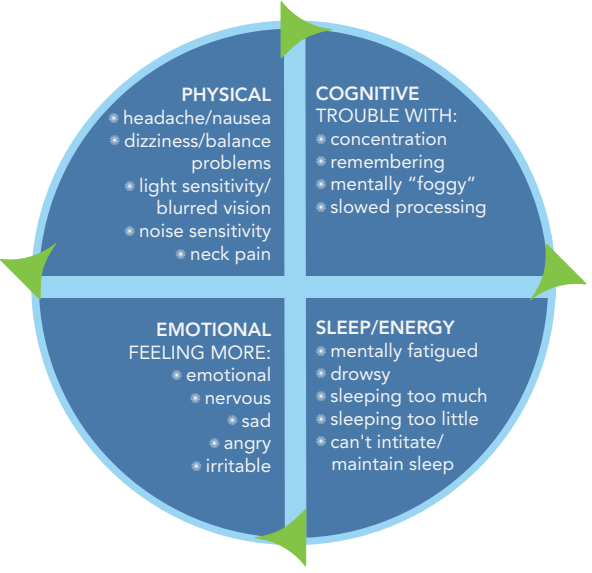 PHYSICAL
headache/nausea
dizziness/balance
problems
light sensitivity/
blurred vision
noise sensitivity
neck pain
COGNITIVE
TROUBLE WITH:
concentration
remembering
mentally “foggy”
slowed processing
EMOTIONAL
FEELING MORE:
emotional
nervous
sad
angry
irritable
SLEEP/ENERGY
mentally fatigued
drowsy
sleeping too much
sleeping too little
can't intitate/
maintain sleep